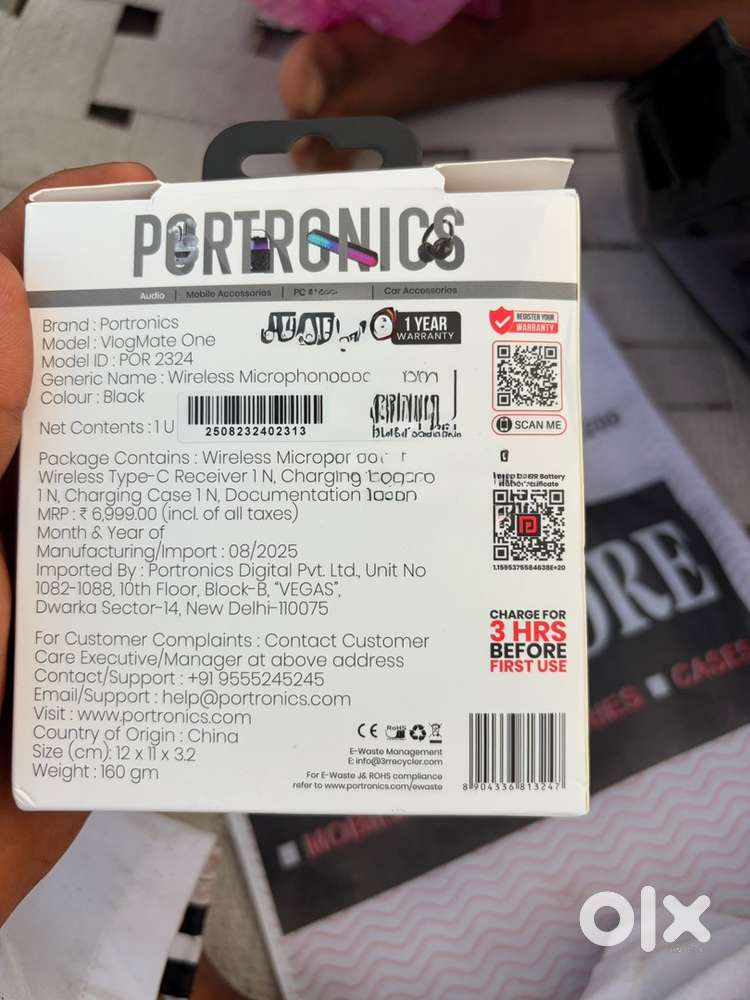 PORTRONICS
Audio | Mobile Accessories | PC | Car Accessories
Brand : Portronics
Model : VlogMate One
Model ID : POR 2324
Generic Name : Wireless
Colour : Black
1 YEAR
WARRANTY
REGISTER YOUR
WARRANTY
SCAN ME
Net Contents : 1 U
2508232402313
Package Contains : Wireless
Wireless Type-C Receiver 1 N, Charging
1 N, Charging Case 1 N, Documentation
MRP : ₹ 6,999.00 (incl. of all taxes)
Month & Year of
Manufacturing/Import : 08/2025
Imported By : Portronics Digital Pvt. Ltd., Unit No
1082-1088, 10th Floor, Block-B, “VEGAS”,
Dwarka Sector-14, New Delhi-110075
Battery
1.1595375584638E+20
CHARGE FOR
3 HRS
BEFORE
FIRST USE
For Customer Complaints : Contact Customer
Care Executive/Manager at above address
Contact/Support : +91 9555245245
Email/Support : help@portronics.com
Visit : www.portronics.com
Country of Origin : China
Size (cm): 12 x 11 x 3.2
Weight : 160 gm
CE RoHS
E-Waste Management
E: info@3rrecycler.com
For E-Waste J& ROHS compliance
refer to www.portronics.com/ewaste
8904336813247
ORE
CASES
olx